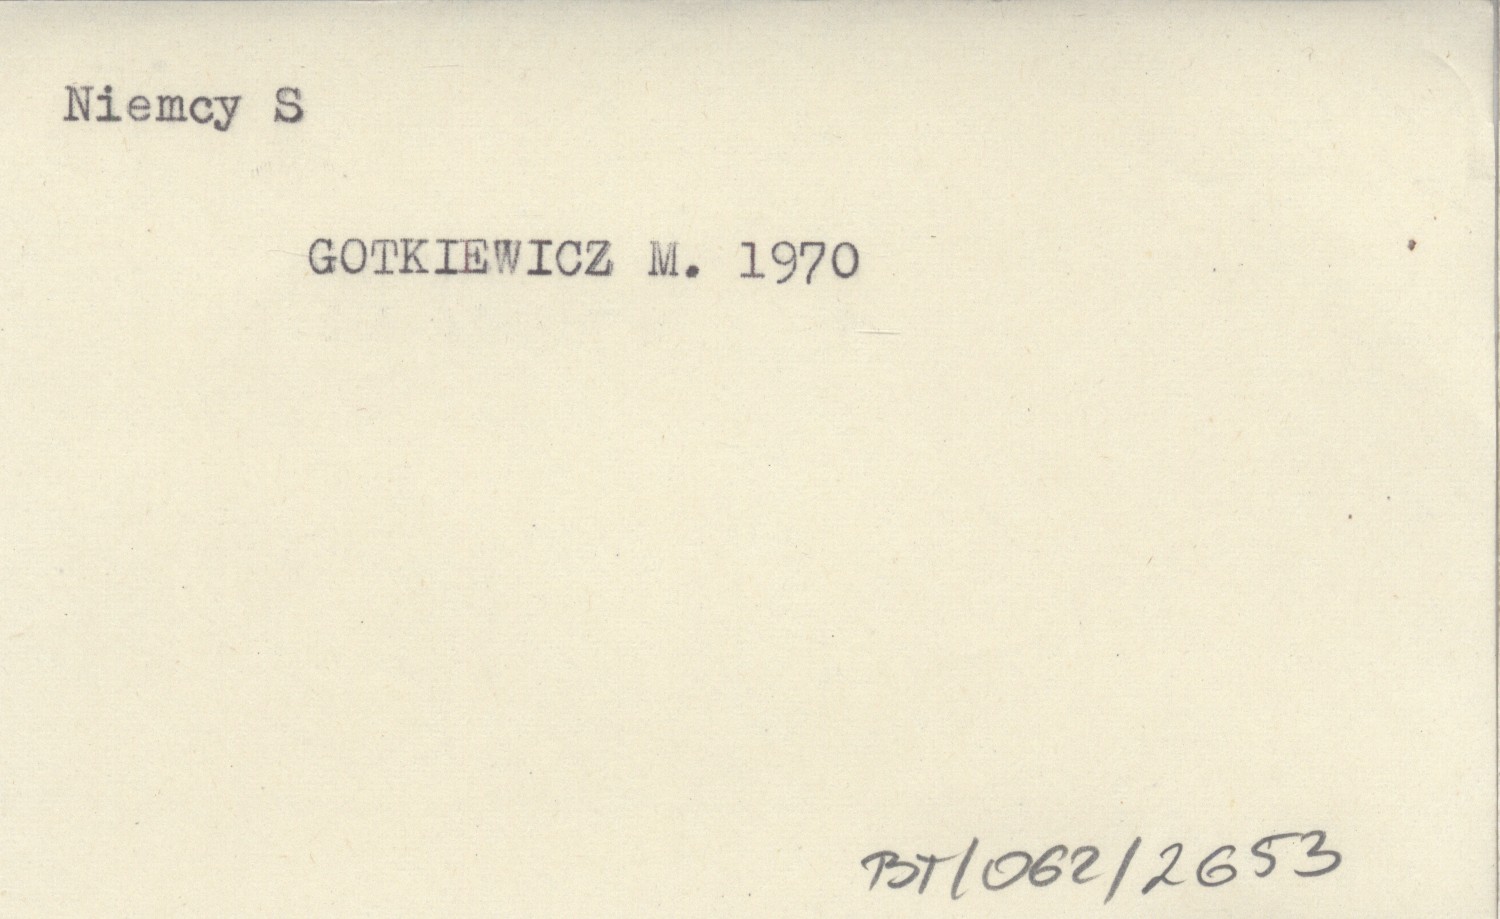 Niemcy S
GOTKIEWICZ M. 1970
BT/062/2653